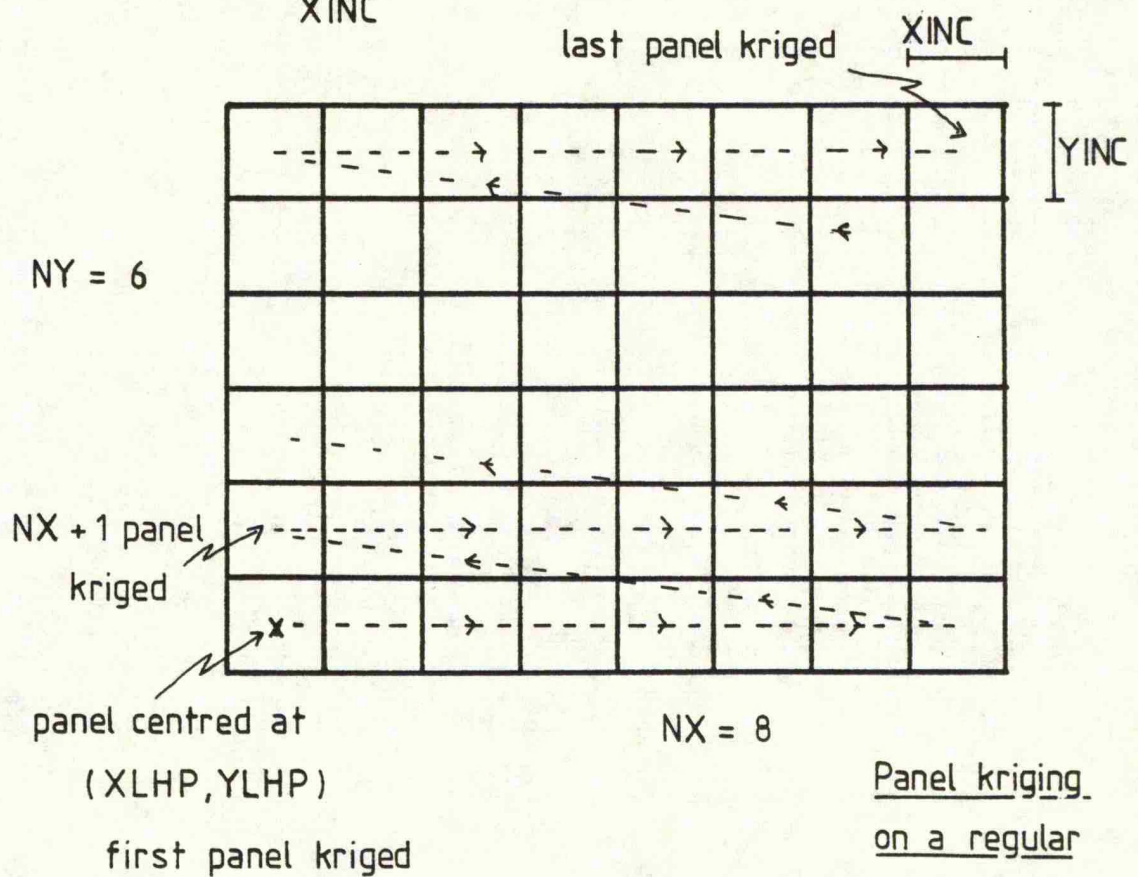 XINC
last panel kriged
XINC
YINC
NY = 6
NX + 1 panel
kriged
x
panel centred at
(XLHP,YLHP)
first panel kriged
NX = 8
Panel kriging
on a regular